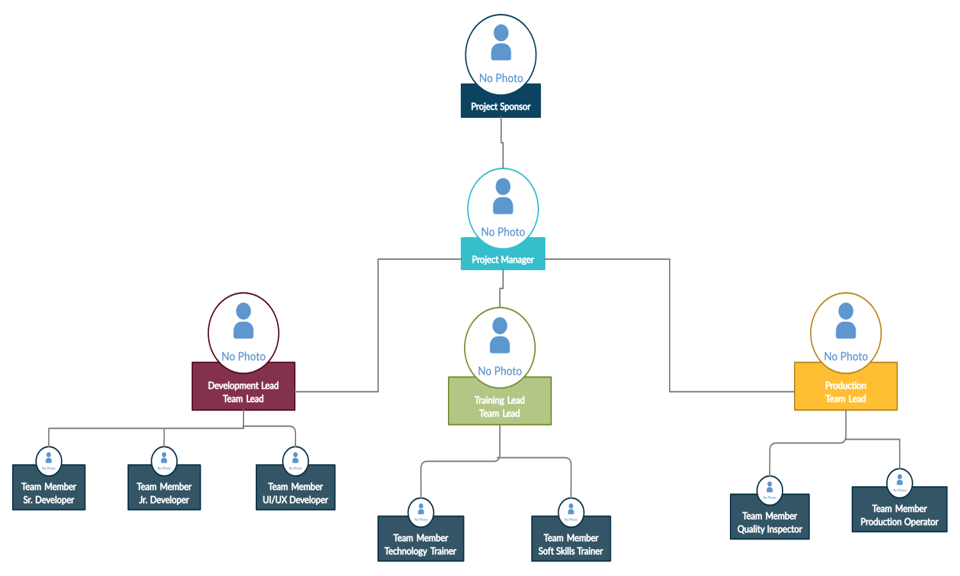 No Photo
Project Sponsor
No Photo
Project Manager
No Photo
Development Lead
Team Lead
No Photo
Training Lead
Team Lead
No Photo
Production
Team Lead
No Photo
Team Member
Sr. Developer
No Photo
Team Member
Jr. Developer
No Photo
Team Member
UI/UX Developer
No Photo
Team Member
Technology Trainer
No Photo
Team Member
Soft Skills Trainer
No Photo
Team Member
Quality Inspector
No Photo
Team Member
Production Operator